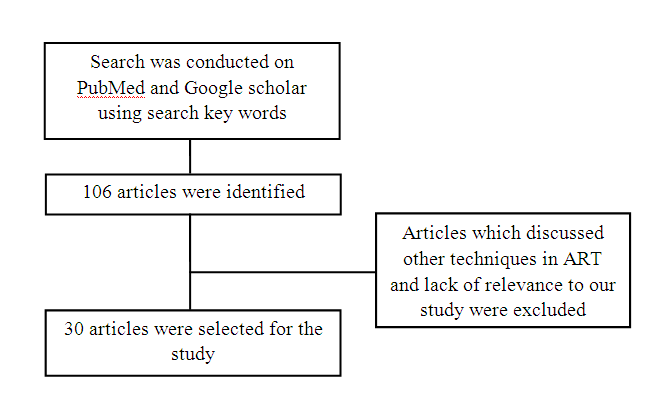 Search was conducted on
PubMed and Google scholar
using search key words
106 articles were identified
Articles which discussed
other techniques in ART
and lack of relevance to our
study were excluded
30 articles were selected for the
study